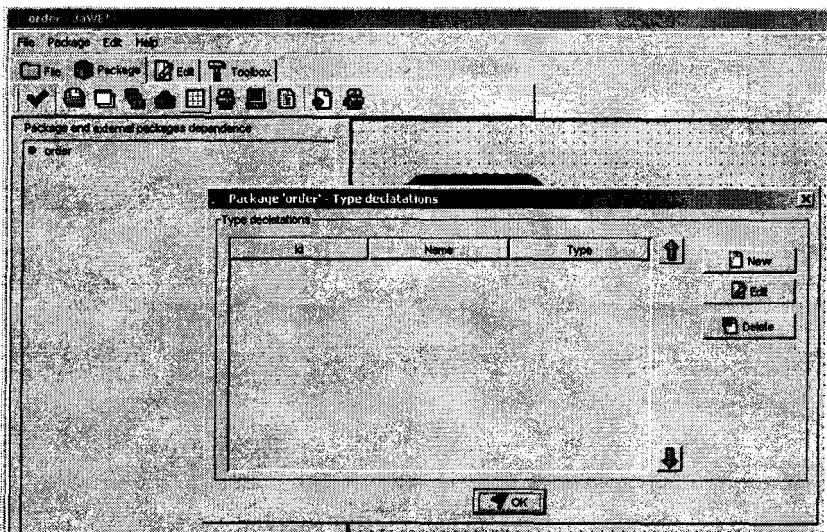 order - JaWE
File Package Edit Help
File Package Edit Toolbox
Package and external packages dependence
order
Package 'order' - Type declatations
Type declatations
Id Name Type
New
Edit
Delete
OK